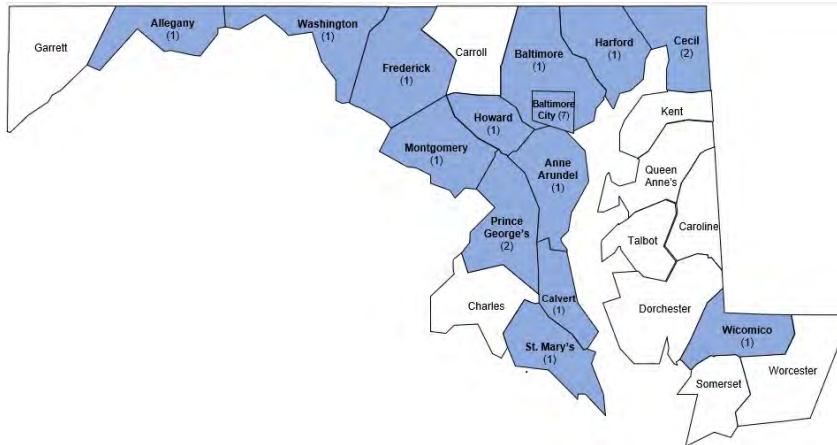 Garrett
Allegany
(1)
Washington
(1)
Frederick
(1)
Carroll
Baltimore
(1)
Harford
(1)
Cecil
(2)
Baltimore
City (7)
Howard
(1)
Montgomery
(1)
Anne
Arundel
(1)
Kent
Queen
Anne's
Prince
George's
(2)
Talbot
Caroline
Charles
Calvert
(1)
Dorchester
St. Mary's
(1)
Wicomico
(1)
Somerset
Worcester